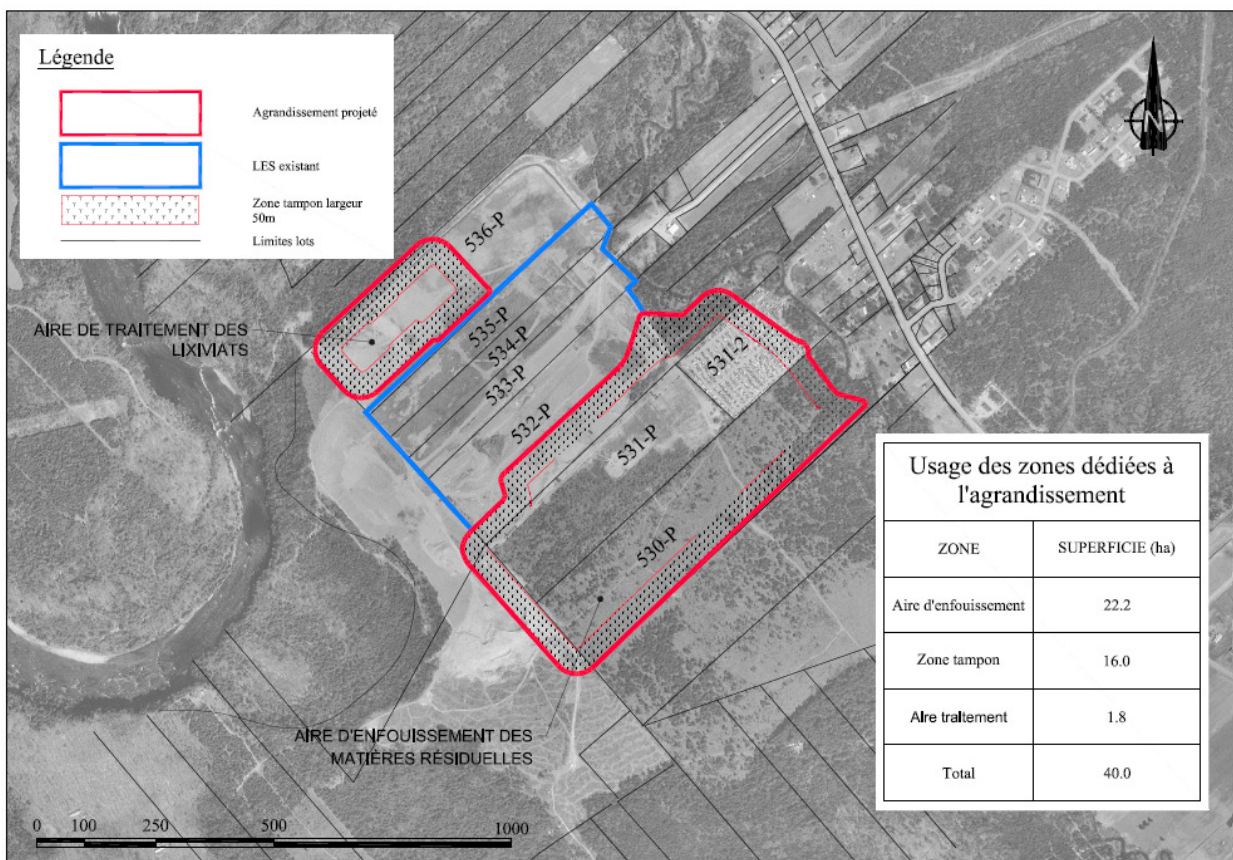 Légende
Agrandissement projeté
LES existant
Zone tampon largeur
50m
Limites lots
N
536-P
AIRE DE TRAITEMENT DES
LIXIVIATS
535-P
534-P
533-P
532-P
531-2
531-P
530-P
AIRE D'ENFOUISSEMENT DES
MATIÈRES RÉSIDUELLES
Usage des zones dédiées à
l'agrandissement
ZONE SUPERFICIE (ha)
Aire d'enfouissement 22.2
Zone tampon 16.0
Aire traitement 1.8
Total 40.0
0 100 250 500 1000